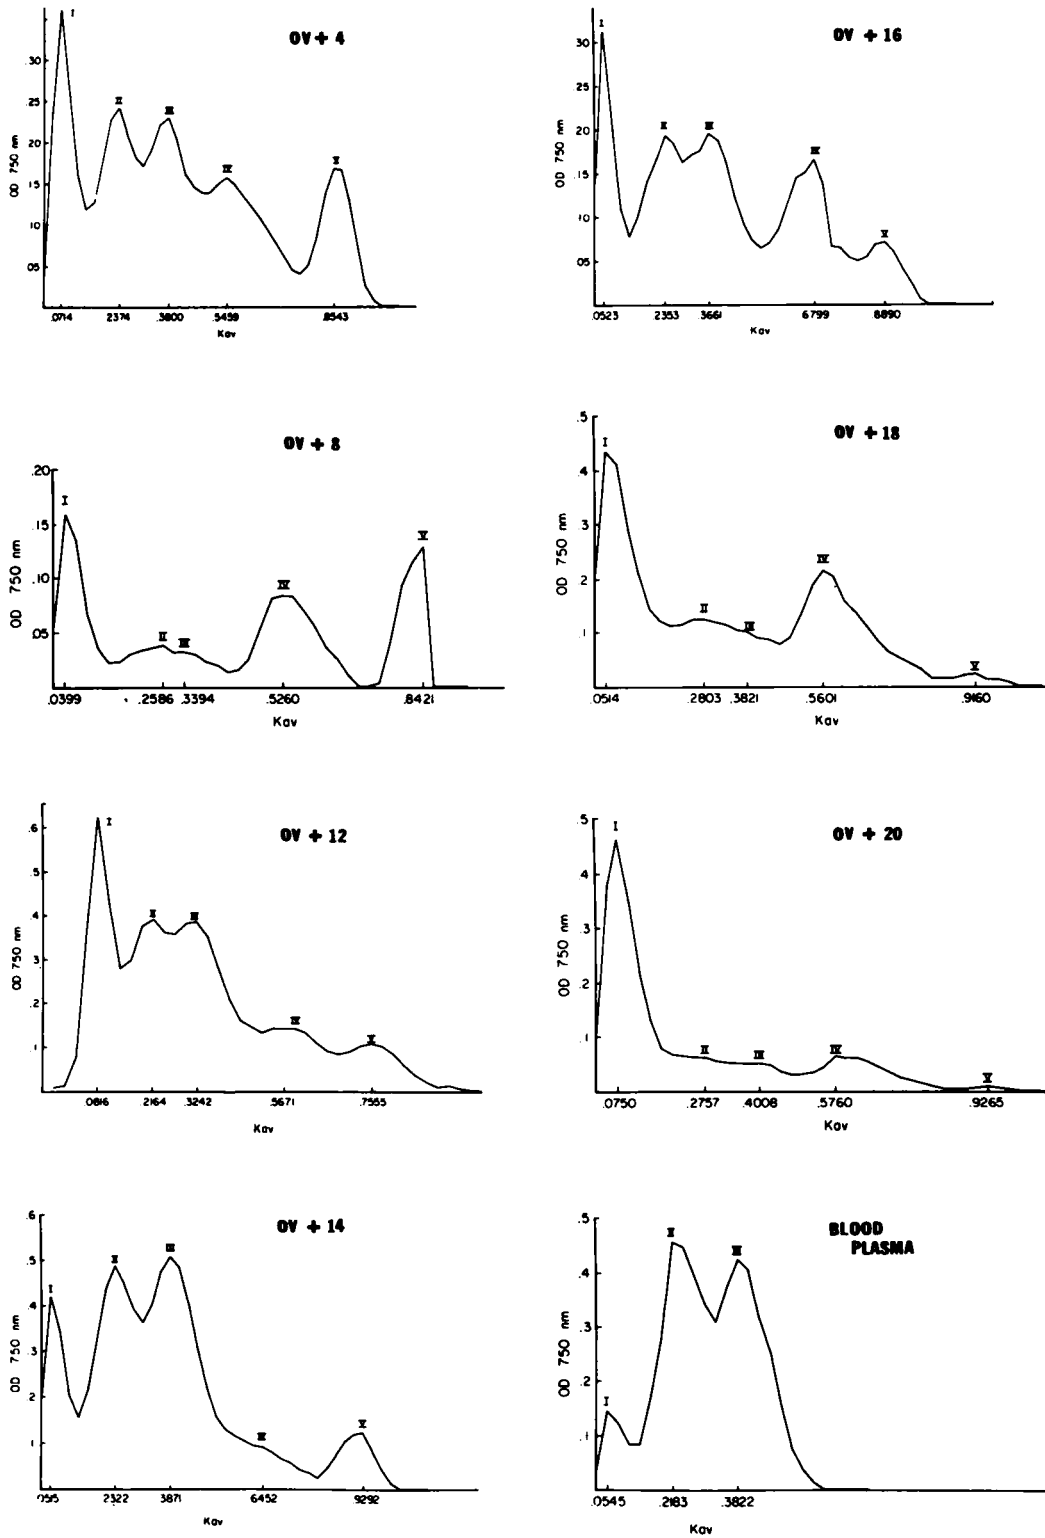 OV + 4
I
II
III
IV
V
.30
.25
.20
.15
.10
.05
OD 750 nm
.0714 .2374 .3800 .5459 .8543
Kav
OV + 16
I
II
III
IV
V
.30
.25
.20
.15
.10
.05
OD 750 nm
.0523 .2353 .3661 .6799 .8890
Kav
OV + 8
I
II
III
IV
V
.20
.15
.10
.05
OD 750 nm
.0399 .2586 .3394 .5260 .8421
Kav
OV + 18
I
II
III
IV
V
.5
.4
.3
.2
.1
OD 750 nm
.0514 .2803 .3821 .5601 .9160
Kav
OV + 12
I
II
III
IV
V
.6
.5
.4
.3
.2
.1
OD 750 nm
.0816 .2164 .3242 .5671 .7555
Kav
OV + 20
I
II
III
IV
V
.5
.4
.3
.2
.1
OD 750 nm
.0750 .2757 .4008 .5760 .9265
Kav
OV + 14
I
II
III
IV
V
.6
.5
.4
.3
.2
.1
OD 750 nm
.2322 .3871 .6452 .9292
Kav
BLOOD
PLASMA
I
II
III
.5
.4
.3
.2
.1
OD 750 nm
.0545 .2183 .3822
Kav